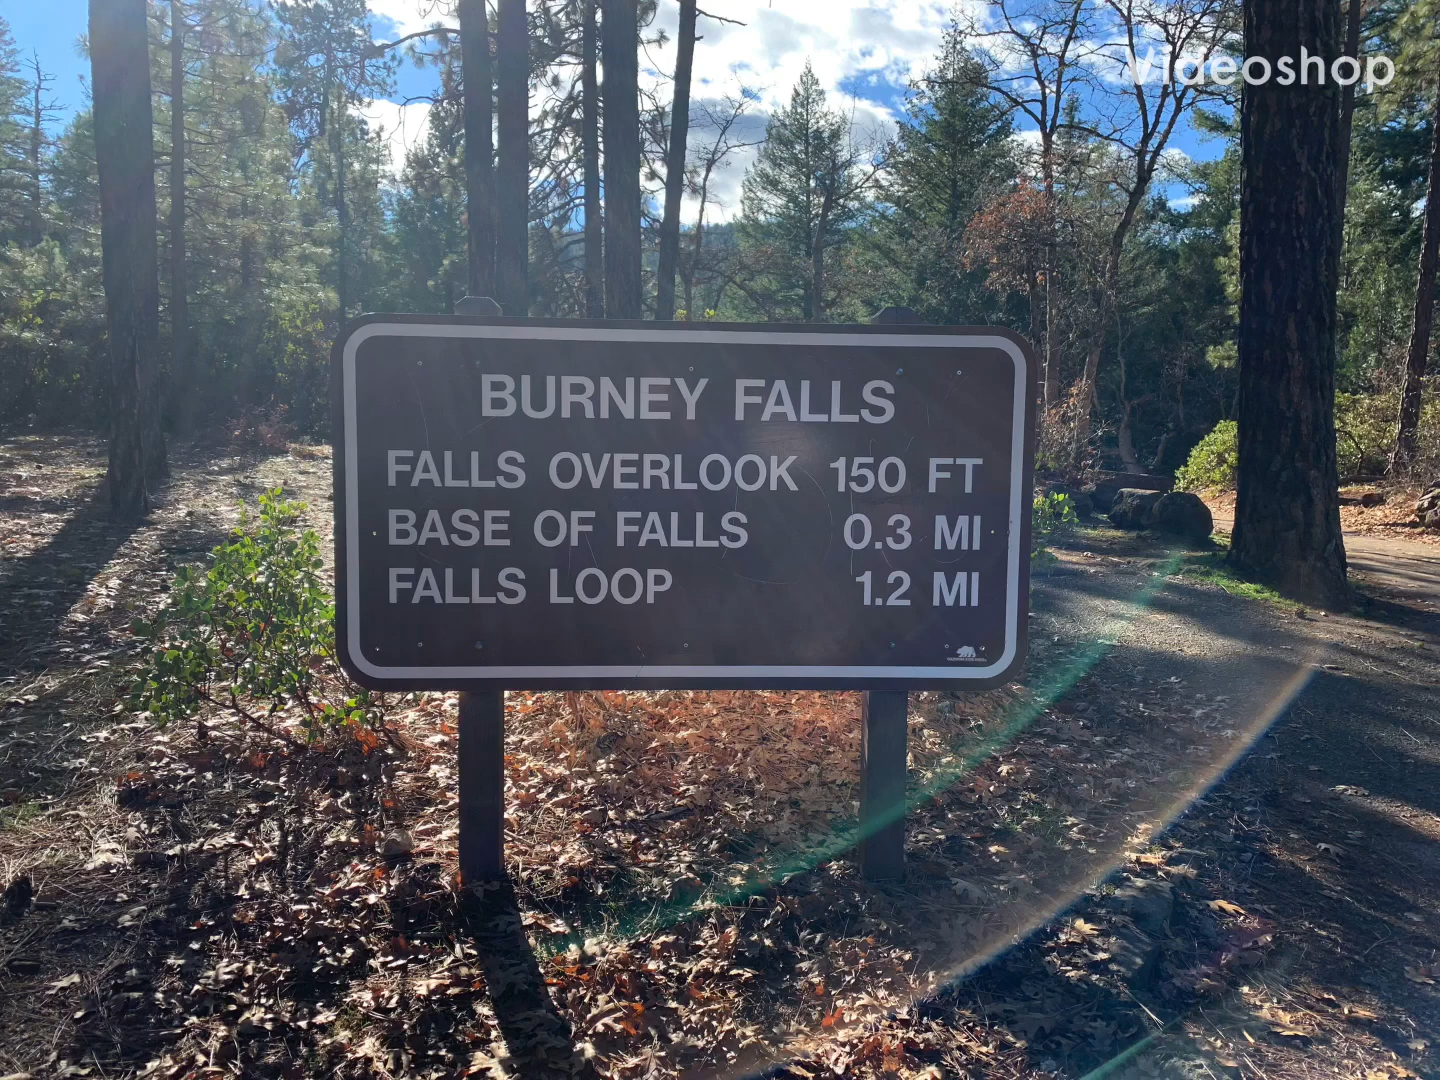 Videoshop
BURNEY FALLS
FALLS OVERLOOK 150 FT
BASE OF FALLS 0.3 MI
FALLS LOOP 1.2 MI